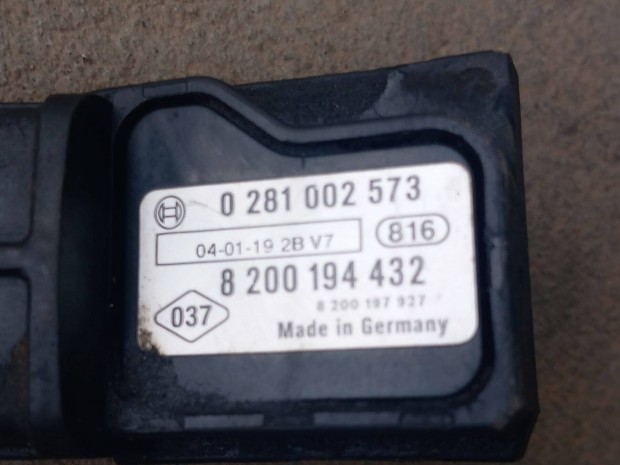 0 281 002 573
04-01-19 2B V7
816
8 200 194 432
8 200 197 927
037
Made in Germany